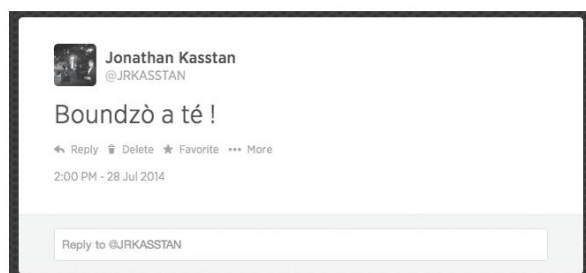 Jonathan Kasstan
@JRKASSTAN
Boundzò a té !
Reply Delete Favorite More
2:00 PM - 28 Jul 2014
Reply to @JRKASSTAN